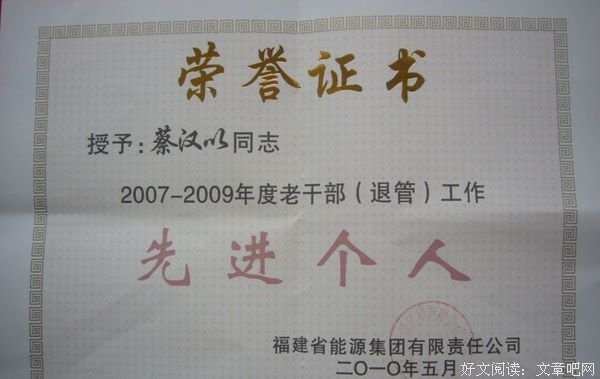 荣誉证书
授予：蔡汉以同志
2007-2009年度老干部（退管）工作
先进个人
福建省能源集团有限责任公司
二〇一〇年五月
好文阅读：文章吧网